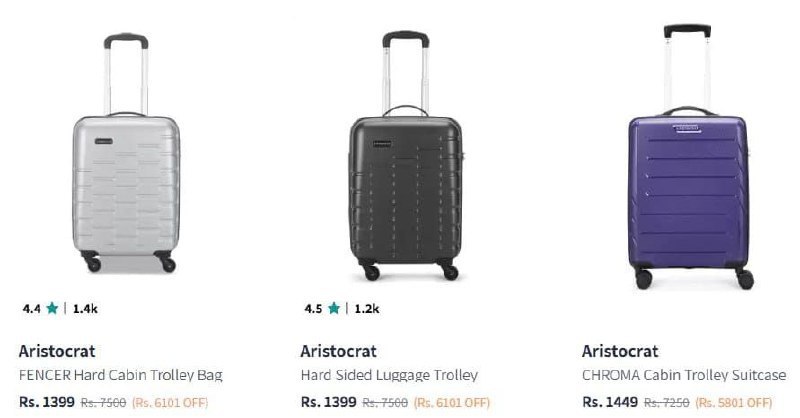 4.4 ★ | 1.4k
4.5 ★ | 1.2k
Aristocrat
FENCER Hard Cabin Trolley Bag
Rs. 1399 Rs. 7500 (Rs. 6101 OFF)
Aristocrat
Hard Sided Luggage Trolley
Rs. 1399 Rs. 7500 (Rs. 6101 OFF)
Aristocrat
CHROMA Cabin Trolley Suitcase
Rs. 1449 Rs. 7250 (Rs. 5801 OFF)